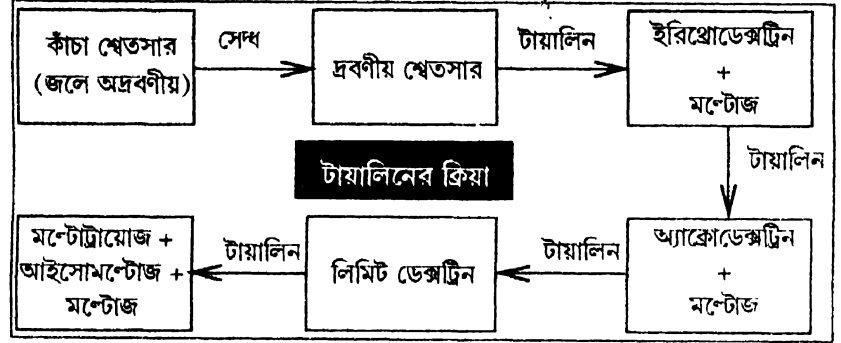 কাঁচা শ্বেতসার
(জলে অদ্রবণীয়)
সেদ্ধ
দ্রবণীয় শ্বেতসার
টায়ালিন
ইরিথ্রোডেক্সট্রিন
+
মল্টোজ
টায়ালিন
টায়ালিনের ক্রিয়া
অ্যাক্রোডেক্সট্রিন
+
মল্টোজ
টায়ালিন
লিমিট ডেক্সট্রিন
টায়ালিন
মল্টোট্রায়োজ +
আইসোমল্টোজ +
মল্টোজ